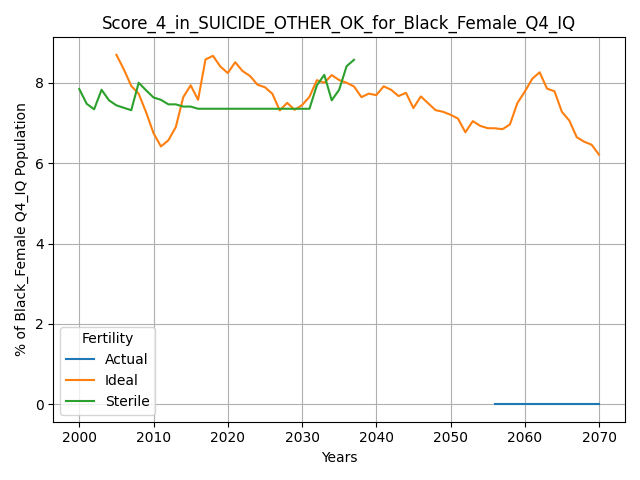 Score_4_in_SUICIDE_OTHER_OK_for_Black_Female_Q4_IQ
% of Black_Female Q4_IQ Population
8
6
4
2
0
Fertility
Actual
Ideal
Sterile
2000 2010 2020 2030 2040 2050 2060 2070
Years